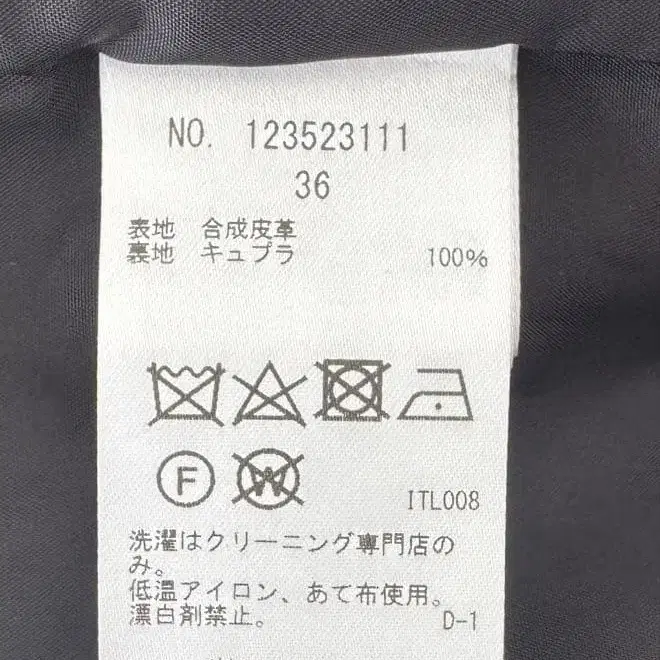 NO. 123523111
36
表地 合成皮革
裏地 キュプラ 100%
F W
ITL008
洗濯はクリーニング専門店の
み。
低温アイロン、あて布使用。
漂白剤禁止。
D-1